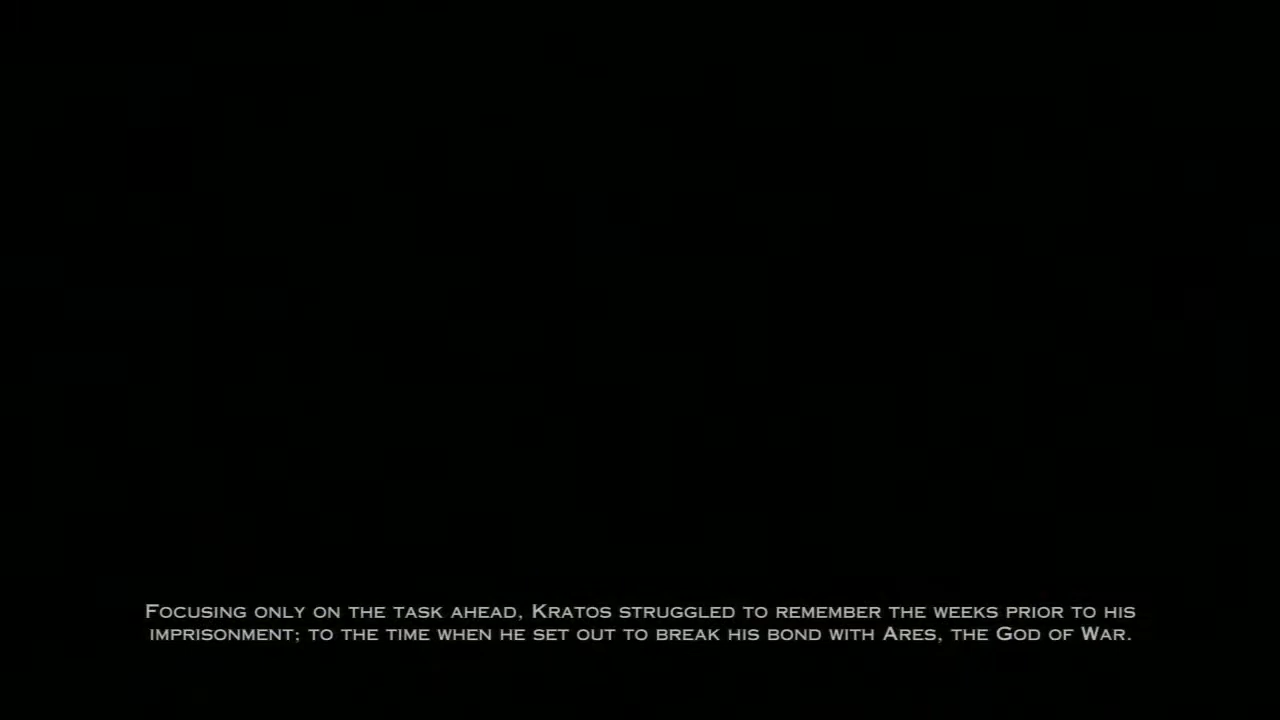 Focusing only on the task ahead, Kratos struggled to remember the weeks prior to his
imprisonment; to the time when he set out to break his bond with Ares, the God of War.